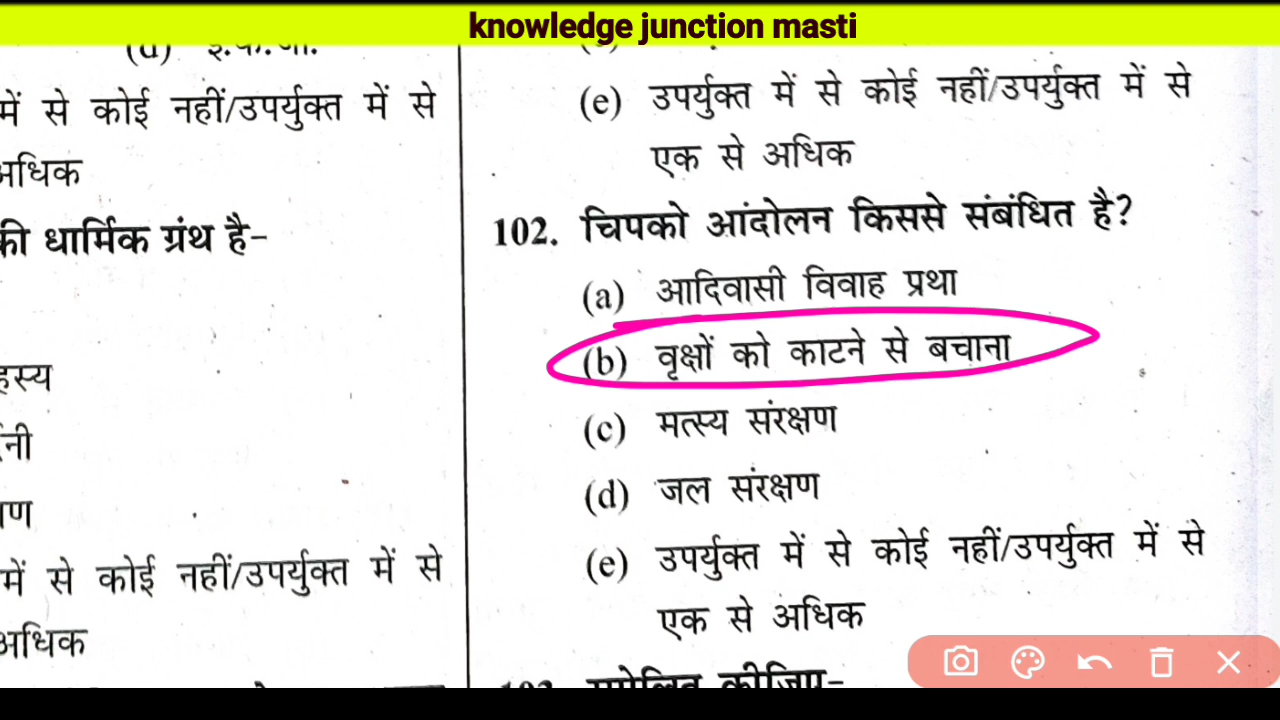 knowledge junction masti
में से कोई नहीं/उपर्युक्त में से
अधिक
की धार्मिक ग्रंथ है-
में से कोई नहीं/उपर्युक्त में से
अधिक
(e) उपर्युक्त में से कोई नहीं/उपर्युक्त में से
एक से अधिक
102. चिपको आंदोलन किससे संबंधित है?
(a) आदिवासी विवाह प्रथा
(b) वृक्षों को काटने से बचाना
(c) मत्स्य संरक्षण
(d) जल संरक्षण
(e) उपर्युक्त में से कोई नहीं/उपर्युक्त में से
एक से अधिक